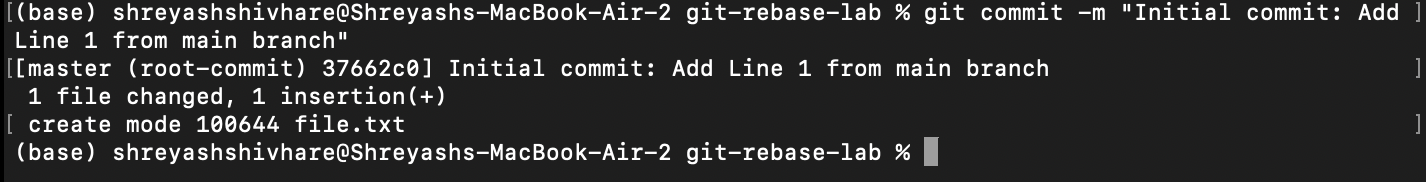 [(base) shreyashshivhare@Shreyashs-MacBook-Air-2 git-rebase-lab % git commit -m "Initial commit: Add ]
Line 1 from main branch"
[[master (root-commit) 37662c0] Initial commit: Add Line 1 from main branch ]
1 file changed, 1 insertion(+)
[ create mode 100644 file.txt ]
(base) shreyashshivhare@Shreyashs-MacBook-Air-2 git-rebase-lab %